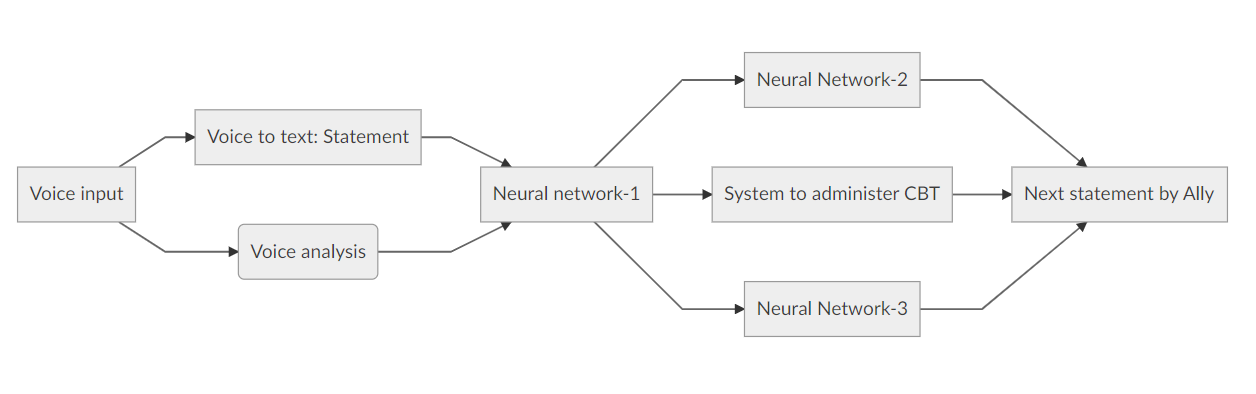 Voice input
Voice to text: Statement
Voice analysis
Neural network-1
Neural Network-2
System to administer CBT
Neural Network-3
Next statement by Ally